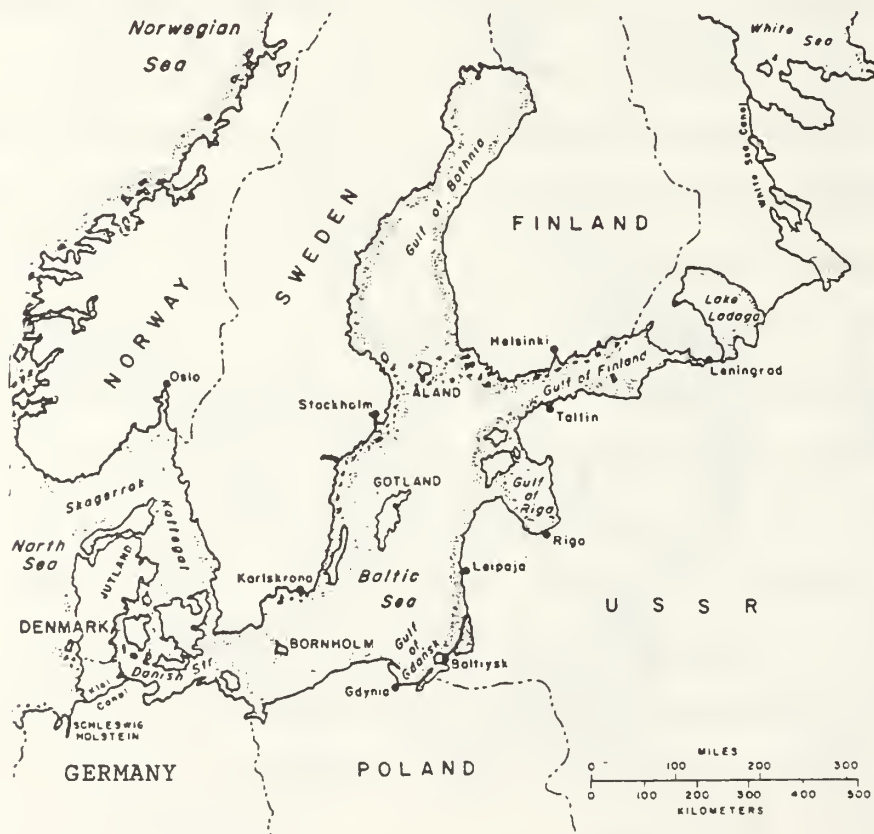 Norwegian
Sea
White
Sea
White Sea Canal
Gulf of Bothnia
SWEDEN
FINLAND
NORWAY
Lake
Ladoga
Helsinki
Gulf of Finland
Leningrad
Oslo
ÅLAND
Stockholm
Tallin
GOTLAND
Gulf
of
Riga
Skagerrak
Kattegat
Riga
North
Sea
JUTLAND
Karlskrona
Baltic
Sea
Leipaja
U S S R
DENMARK
BORNHOLM
Gulf
of
Gdańsk
Danish Str
Baltiysk
Kiel
Canal
Gdynia
SCHLESWIG
HOLSTEIN
GERMANY
POLAND
MILES
0 100 200 300
0 100 200 300 400 500
KILOMETERS